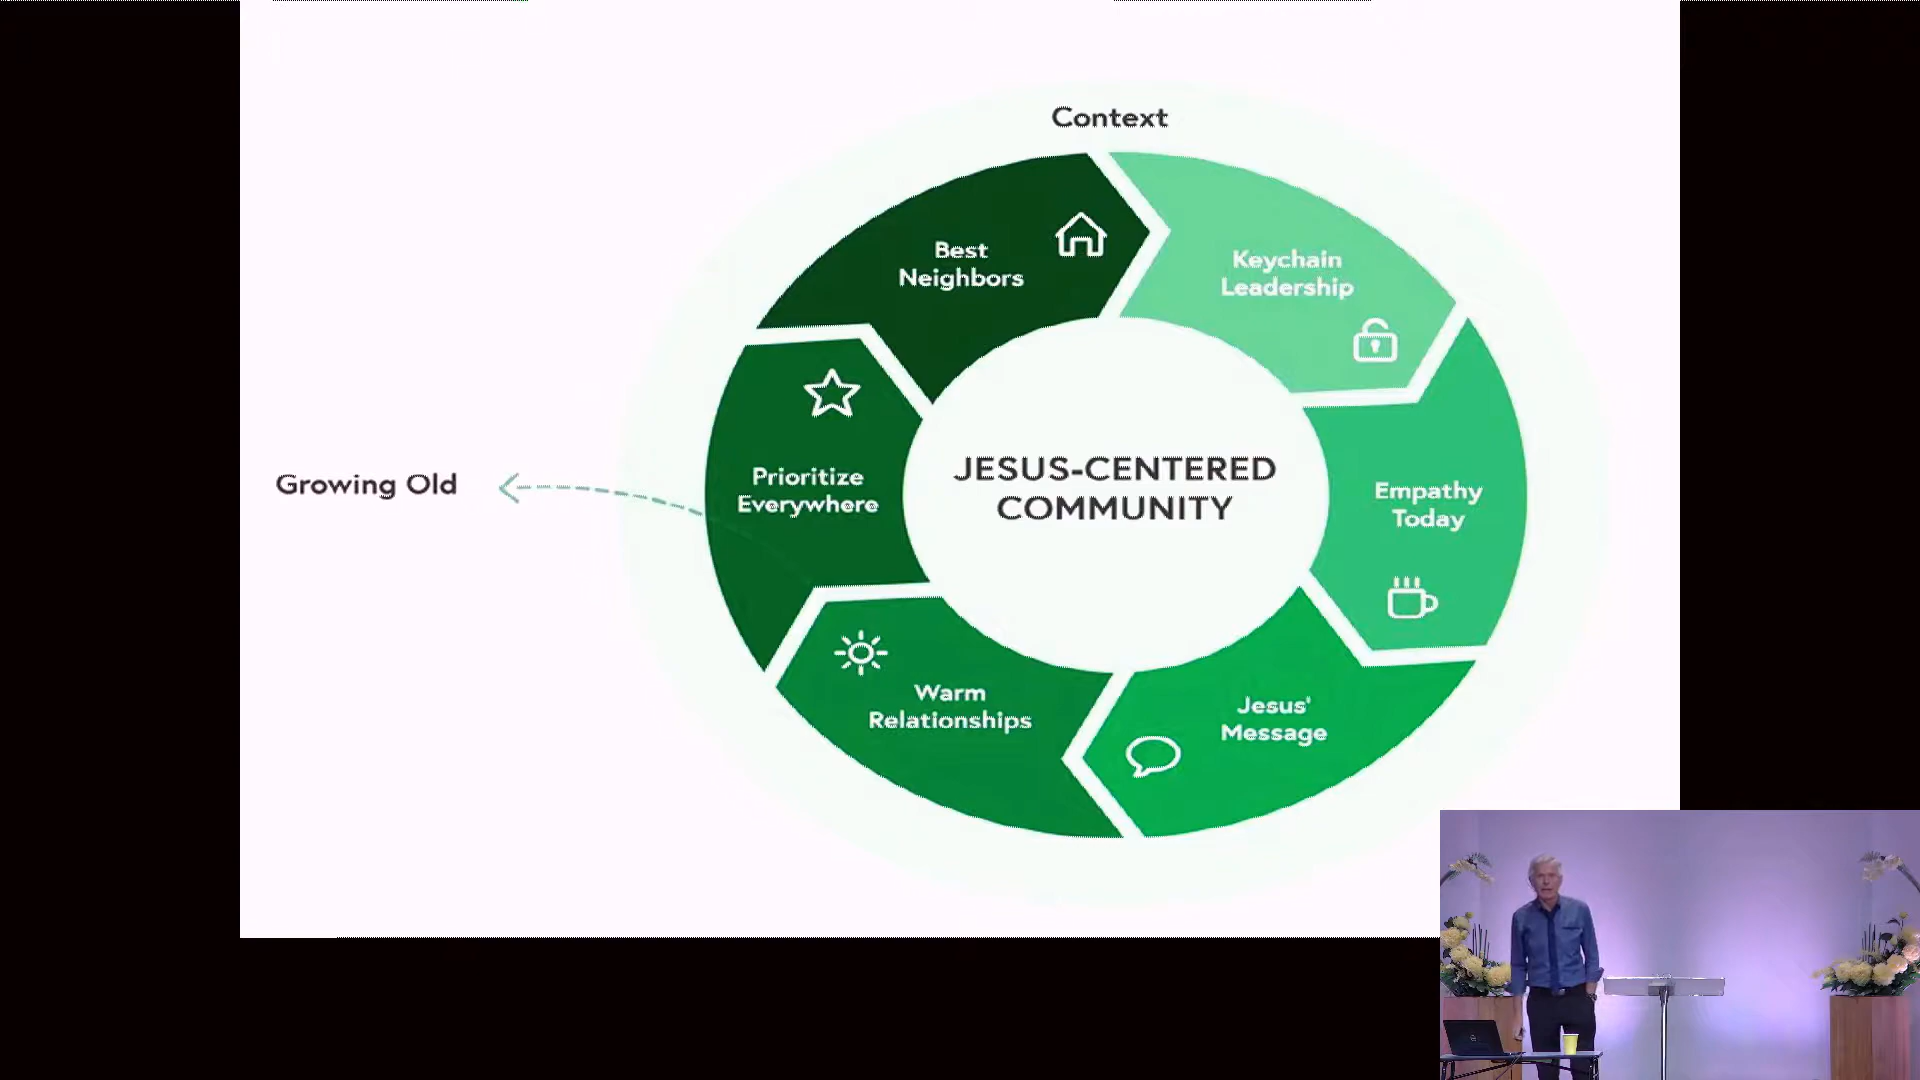 Context
Best
Neighbors
Keychain
Leadership
Prioritize
Everywhere
JESUS-CENTERED
COMMUNITY
Growing Old
Empathy
Today
Warm
Relationships
Jesus'
Message